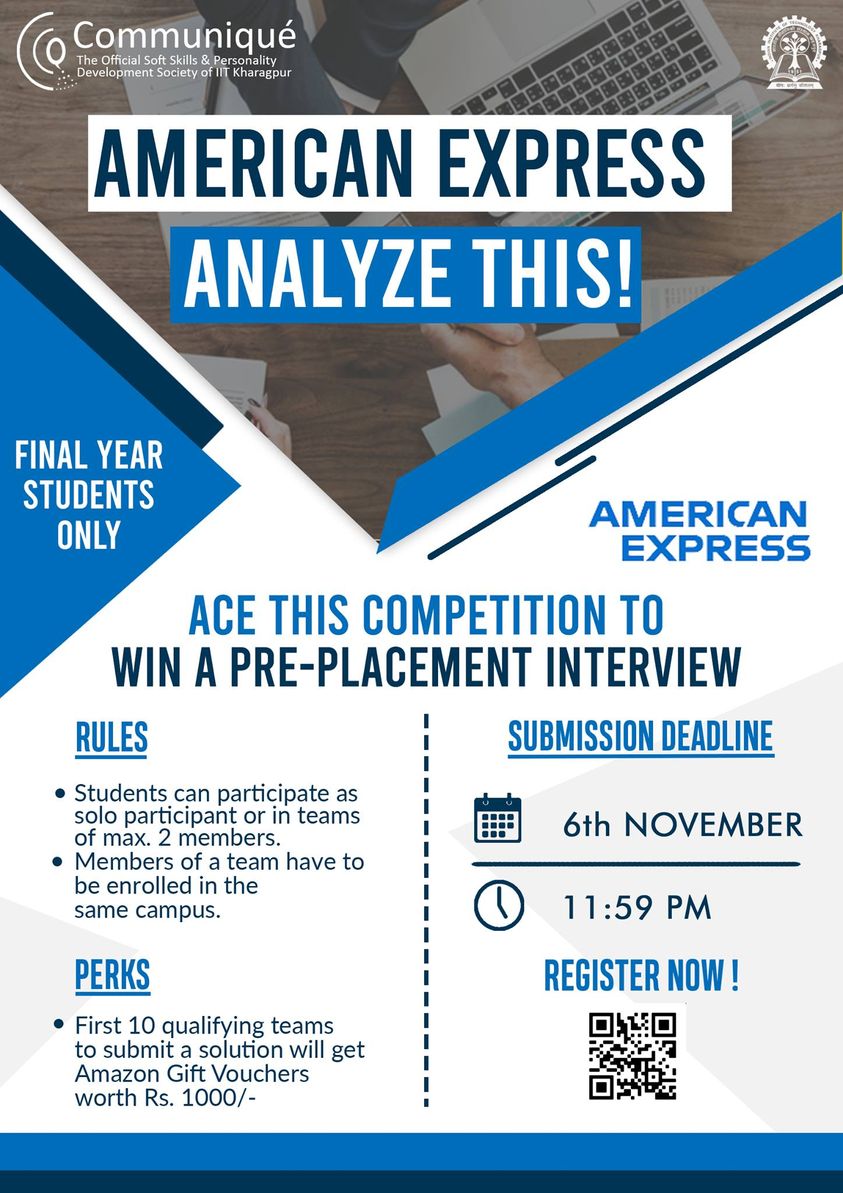 Communiqué
The Official Soft Skills & Personality
Development Society of IIT Kharagpur
AMERICAN EXPRESS
ANALYZE THIS!
FINAL YEAR
STUDENTS
ONLY
AMERICAN
EXPRESS
ACE THIS COMPETITION TO
WIN A PRE-PLACEMENT INTERVIEW
RULES
• Students can participate as
solo participant or in teams
of max. 2 members.
• Members of a team have to
be enrolled in the
same campus.
PERKS
• First 10 qualifying teams
to submit a solution will get
Amazon Gift Vouchers
worth Rs. 1000/-
SUBMISSION DEADLINE
6th NOVEMBER
11:59 PM
REGISTER NOW !